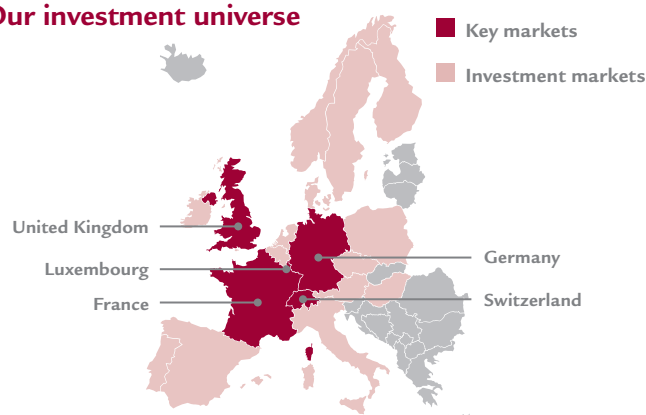 Our investment universe
Key markets
Investment markets
United Kingdom
Luxembourg
France
Germany
Switzerland